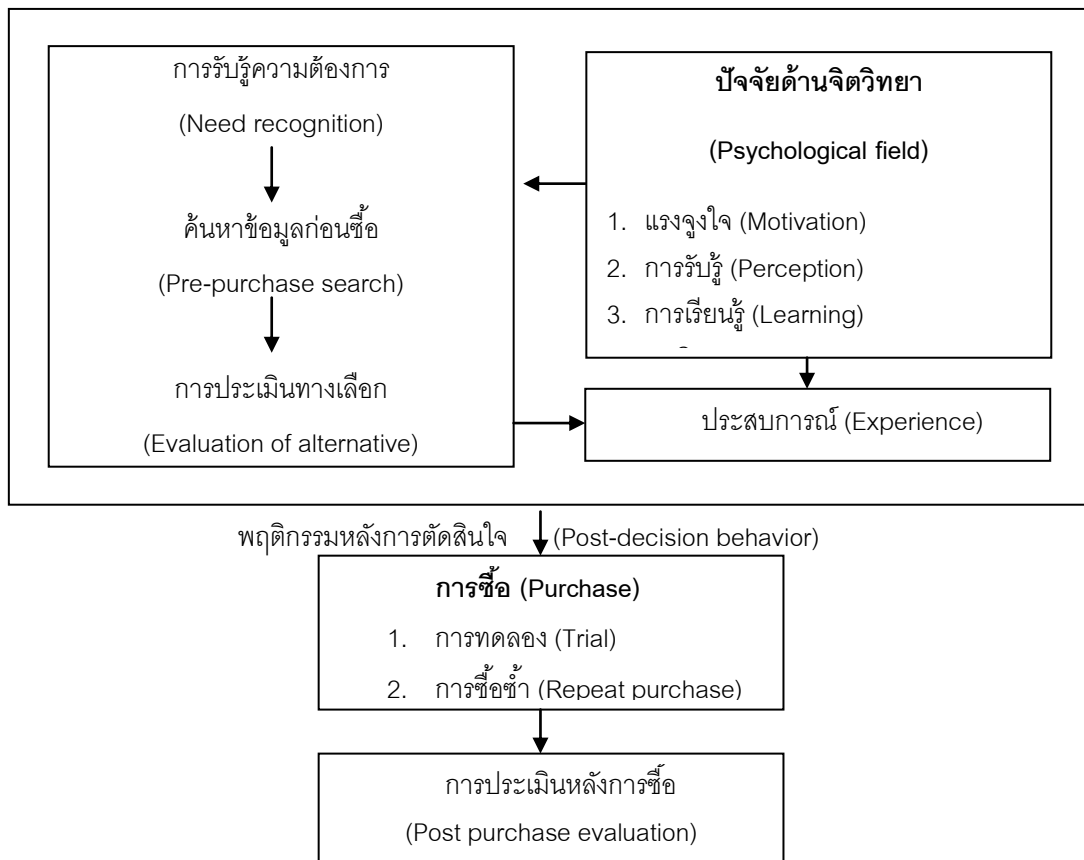 การรับรู้ความต้องการ
(Need recognition)
ค้นหาข้อมูลก่อนซื้อ
(Pre-purchase search)
การประเมินทางเลือก
(Evaluation of alternative)
ปัจจัยด้านจิตวิทยา
(Psychological field)
1. แรงจูงใจ (Motivation)
2. การรับรู้ (Perception)
3. การเรียนรู้ (Learning)
ประสบการณ์ (Experience)
พฤติกรรมหลังการตัดสินใจ (Post-decision behavior)
การซื้อ (Purchase)
1. การทดลอง (Trial)
2. การซื้อซ้ำ (Repeat purchase)
การประเมินหลังการซื้อ
(Post purchase evaluation)